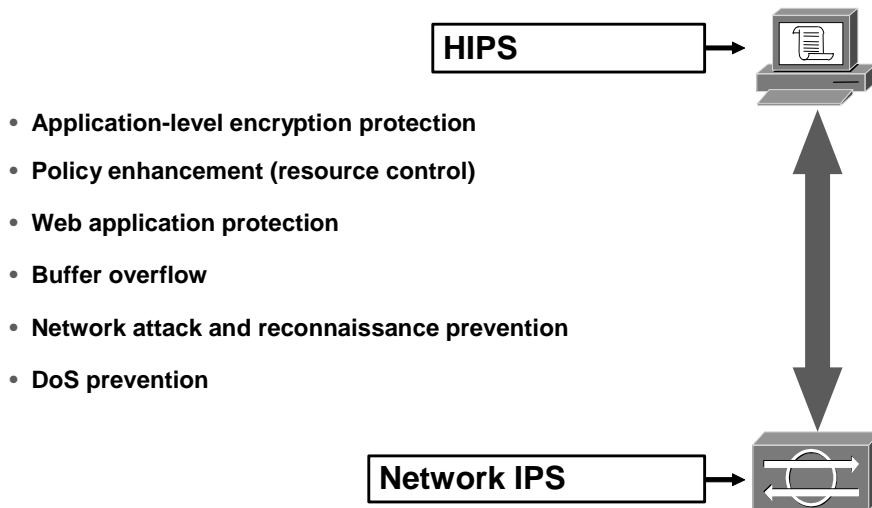 HIPS
• Application-level encryption protection
• Policy enhancement (resource control)
• Web application protection
• Buffer overflow
• Network attack and reconnaissance prevention
• DoS prevention
Network IPS